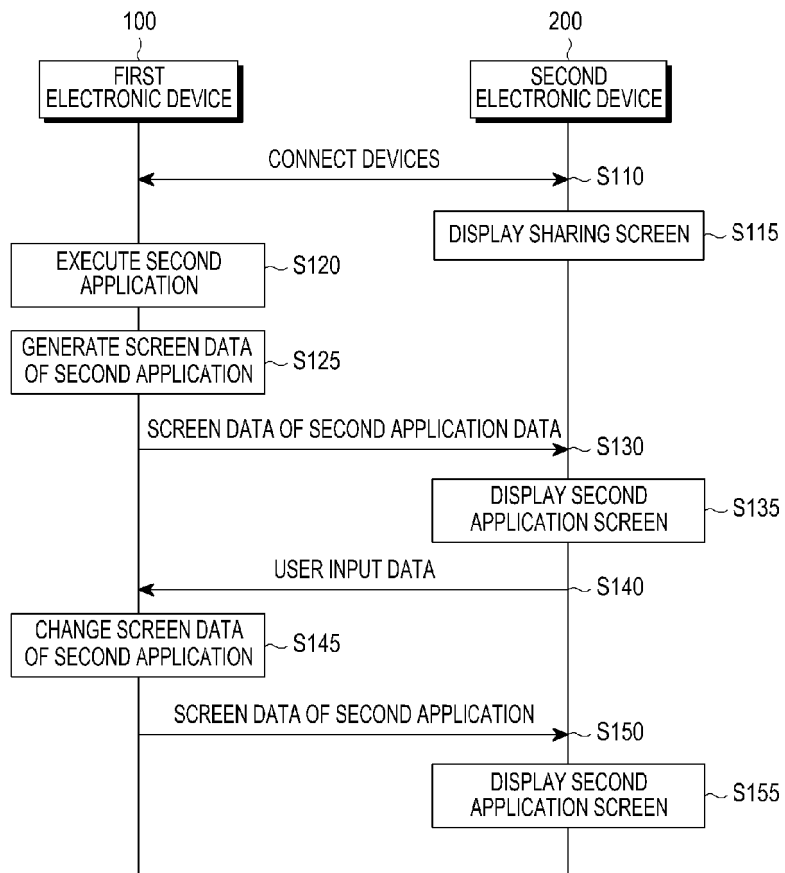 100
200
FIRST
ELECTRONIC DEVICE
SECOND
ELECTRONIC DEVICE
CONNECT DEVICES
S110
DISPLAY SHARING SCREEN
S115
EXECUTE SECOND
APPLICATION
S120
GENERATE SCREEN DATA
OF SECOND APPLICATION
S125
SCREEN DATA OF SECOND APPLICATION DATA
S130
DISPLAY SECOND
APPLICATION SCREEN
S135
USER INPUT DATA
S140
CHANGE SCREEN DATA
OF SECOND APPLICATION
S145
SCREEN DATA OF SECOND APPLICATION
S150
DISPLAY SECOND
APPLICATION SCREEN
S155